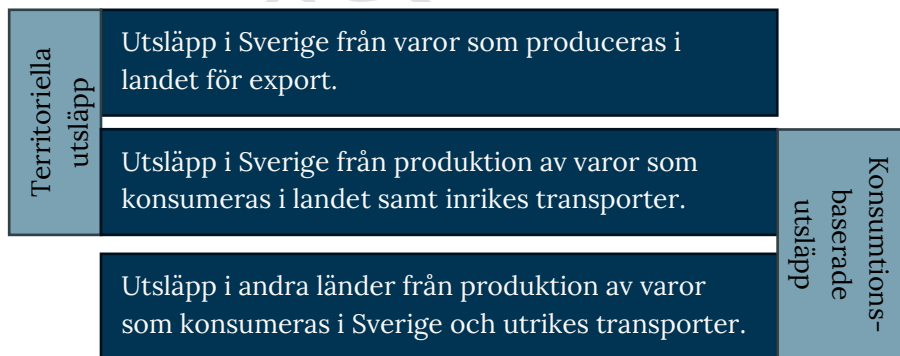 Territoriella
utsläpp
Utsläpp i Sverige från varor som produceras i
landet för export.
Utsläpp i Sverige från produktion av varor som
konsumeras i landet samt inrikes transporter.
Utsläpp i andra länder från produktion av varor
som konsumeras i Sverige och utrikes transporter.
Konsumtions-
baserade
utsläpp